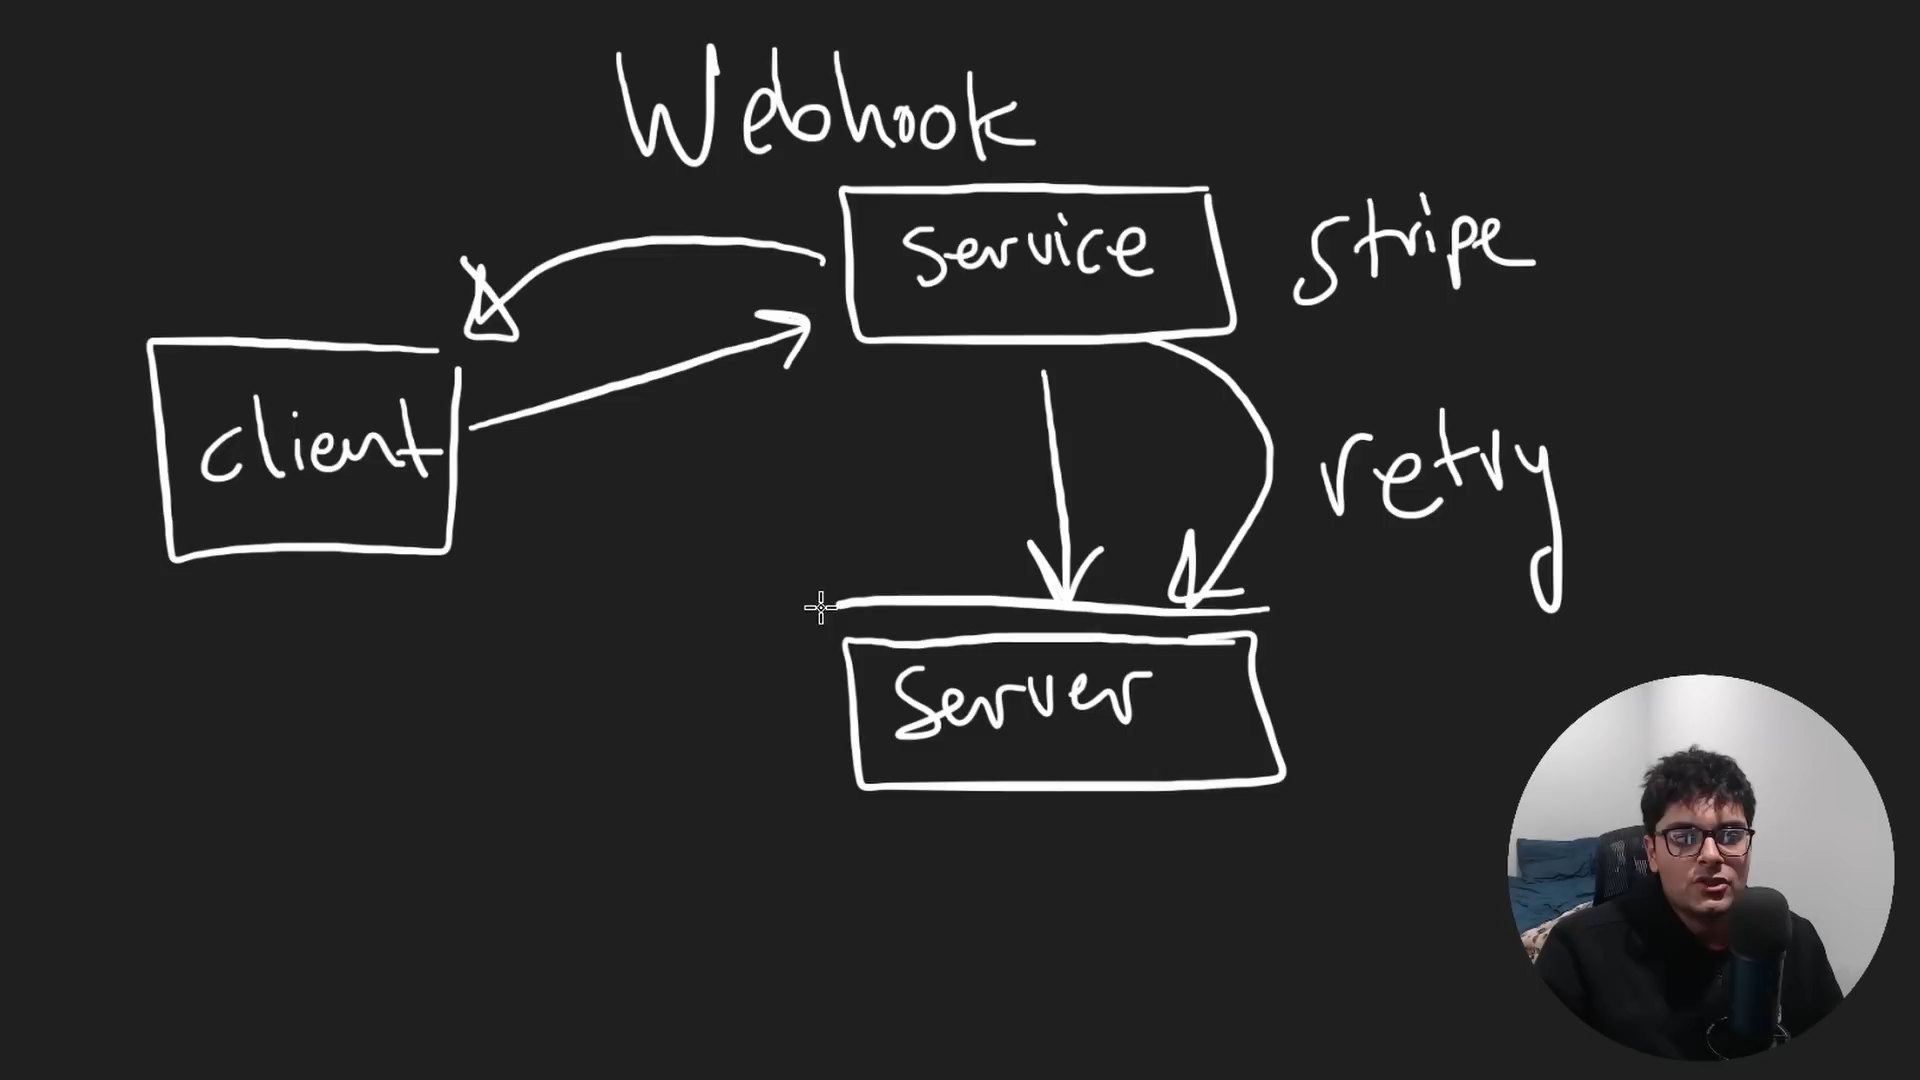 Webhook
service
stripe
client
retry
server